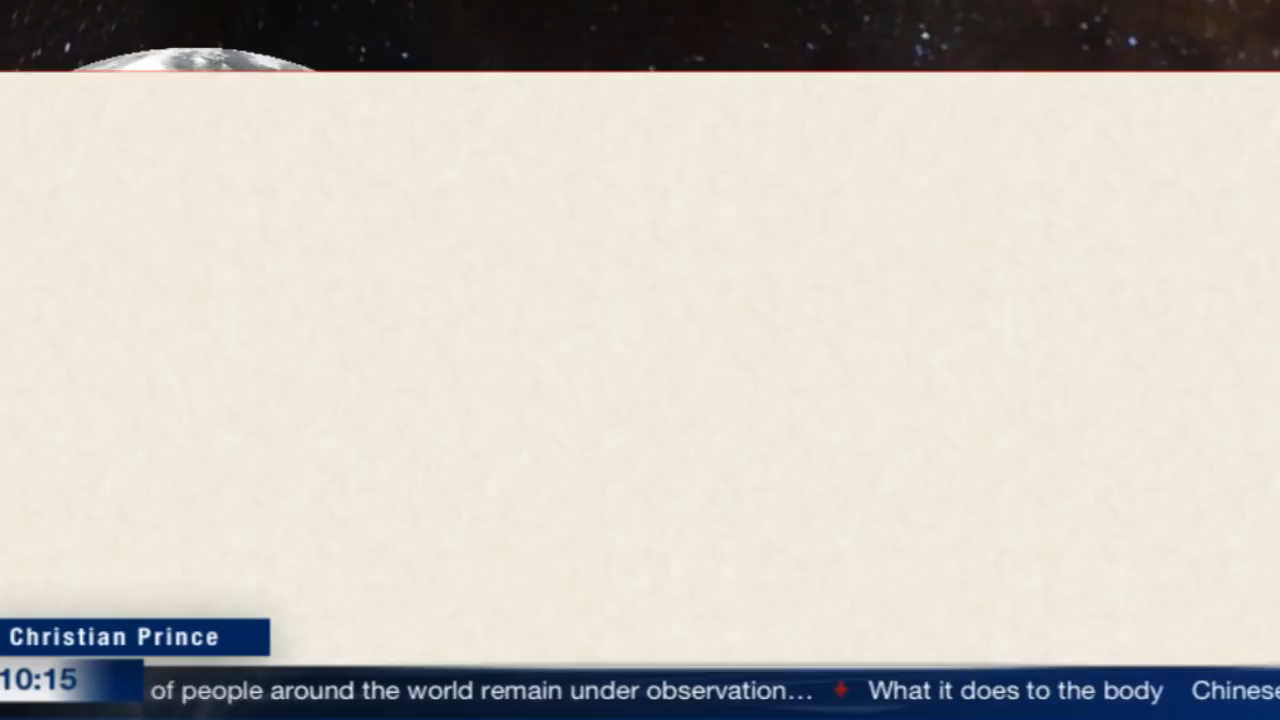 Christian Prince
10:15
of people around the world remain under observation... What it does to the body Chinese